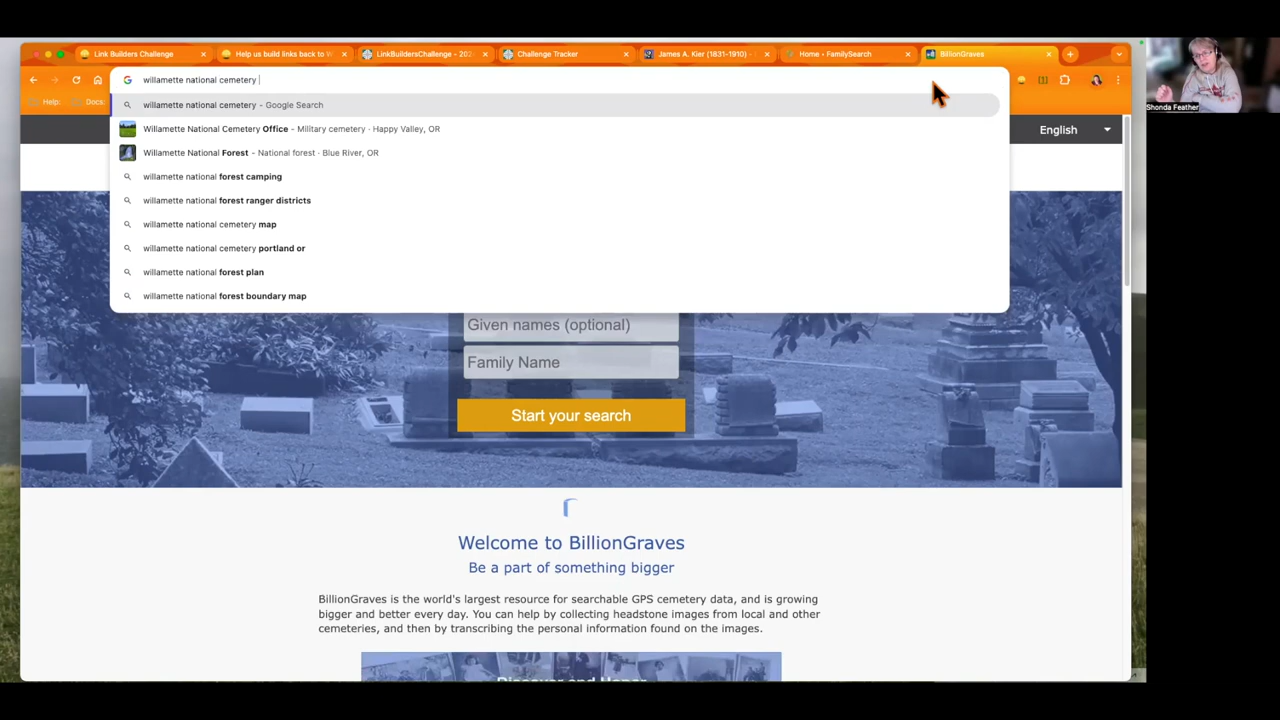 Link Builders Challenge
Help us build links back to W
LinkBuildersChallenge - 2024
Challenge Tracker
James A. Kier (1831-1910) -
Home • FamilySearch
BillionGraves
willamette national cemetery
Help:
Docs:
willamette national cemetery - Google Search
Willamette National Cemetery Office - Military cemetery · Happy Valley, OR
Willamette National Forest - National forest · Blue River, OR
willamette national forest camping
willamette national forest ranger districts
willamette national cemetery map
willamette national cemetery portland or
willamette national forest plan
willamette national forest boundary map
English
Shonda Feather
Given names (optional)
Family Name
Start your search
Welcome to BillionGraves
Be a part of something bigger
BillionGraves is the world's largest resource for searchable GPS cemetery data, and is growing
bigger and better every day. You can help by collecting headstone images from local and other
cemeteries, and then by transcribing the personal information found on the images.
Discover and Honor